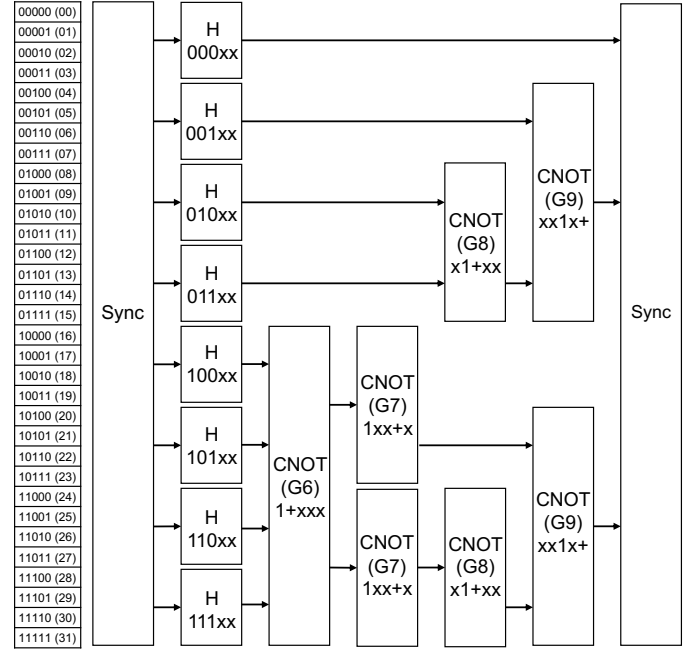 00000 (00)
00001 (01)
00010 (02)
00011 (03)
00100 (04)
00101 (05)
00110 (06)
00111 (07)
01000 (08)
01001 (09)
01010 (10)
01011 (11)
01100 (12)
01101 (13)
01110 (14)
01111 (15)
10000 (16)
10001 (17)
10010 (18)
10011 (19)
10100 (20)
10101 (21)
10110 (22)
10111 (23)
11000 (24)
11001 (25)
11010 (26)
11011 (27)
11100 (28)
11101 (29)
11110 (30)
11111 (31)
Sync
H
000xx
H
001xx
H
010xx
H
011xx
H
100xx
H
101xx
H
110xx
H
111xx
CNOT
(G6)
1+xxx
CNOT
(G7)
1xx+x
CNOT
(G7)
1xx+x
CNOT
(G8)
x1+xx
CNOT
(G8)
x1+xx
CNOT
(G9)
xx1x+
CNOT
(G9)
xx1x+
Sync